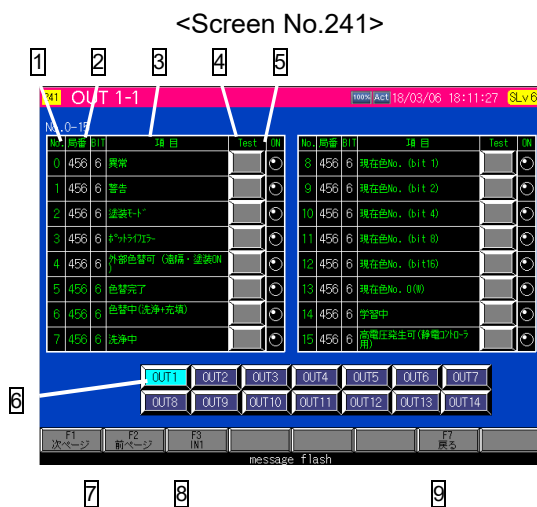 <Screen No.241>
1 2 3 4 5
241 OUT 1-1 100% Act 18/03/06 18:11:27 SLv6
No.0-15
No. 局番 BIT 項目 Test ON No. 局番 BIT 項目 Test ON
0 456 6 異常 8 456 6 現在色No. (bit 1)
1 456 6 警告 9 456 6 現在色No. (bit 2)
2 456 6 塗装ﾓｰﾄﾞ 10 456 6 現在色No. (bit 4)
3 456 6 ﾎﾟｯﾄﾗｲﾌｴﾗｰ 11 456 6 現在色No. (bit 8)
4 456 6 外部色替可 (遠隔・塗装ON) 12 456 6 現在色No. (bit16)
5 456 6 色替完了 13 456 6 現在色No. 0(W)
6 456 6 色替中(洗浄+充填) 14 456 6 学習中
7 456 6 洗浄中 15 456 6 高電圧発生可(静電ｺﾝﾄﾛｰﾗ用)
OUT1 OUT2 OUT3 OUT4 OUT5 OUT6 OUT7
6
OUT8 OUT9 OUT10 OUT11 OUT12 OUT13 OUT14
F1 F2 F3 F7
次ページ 前ページ IN1 戻る
message flash
7 8 9